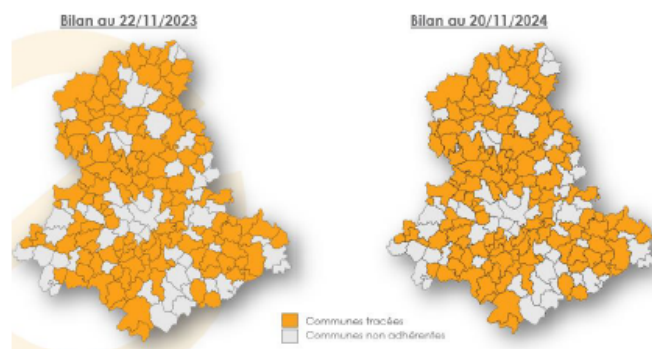 Bilan au 22/11/2023
Bilan au 20/11/2024
Communes tracées
Communes non adhérentes